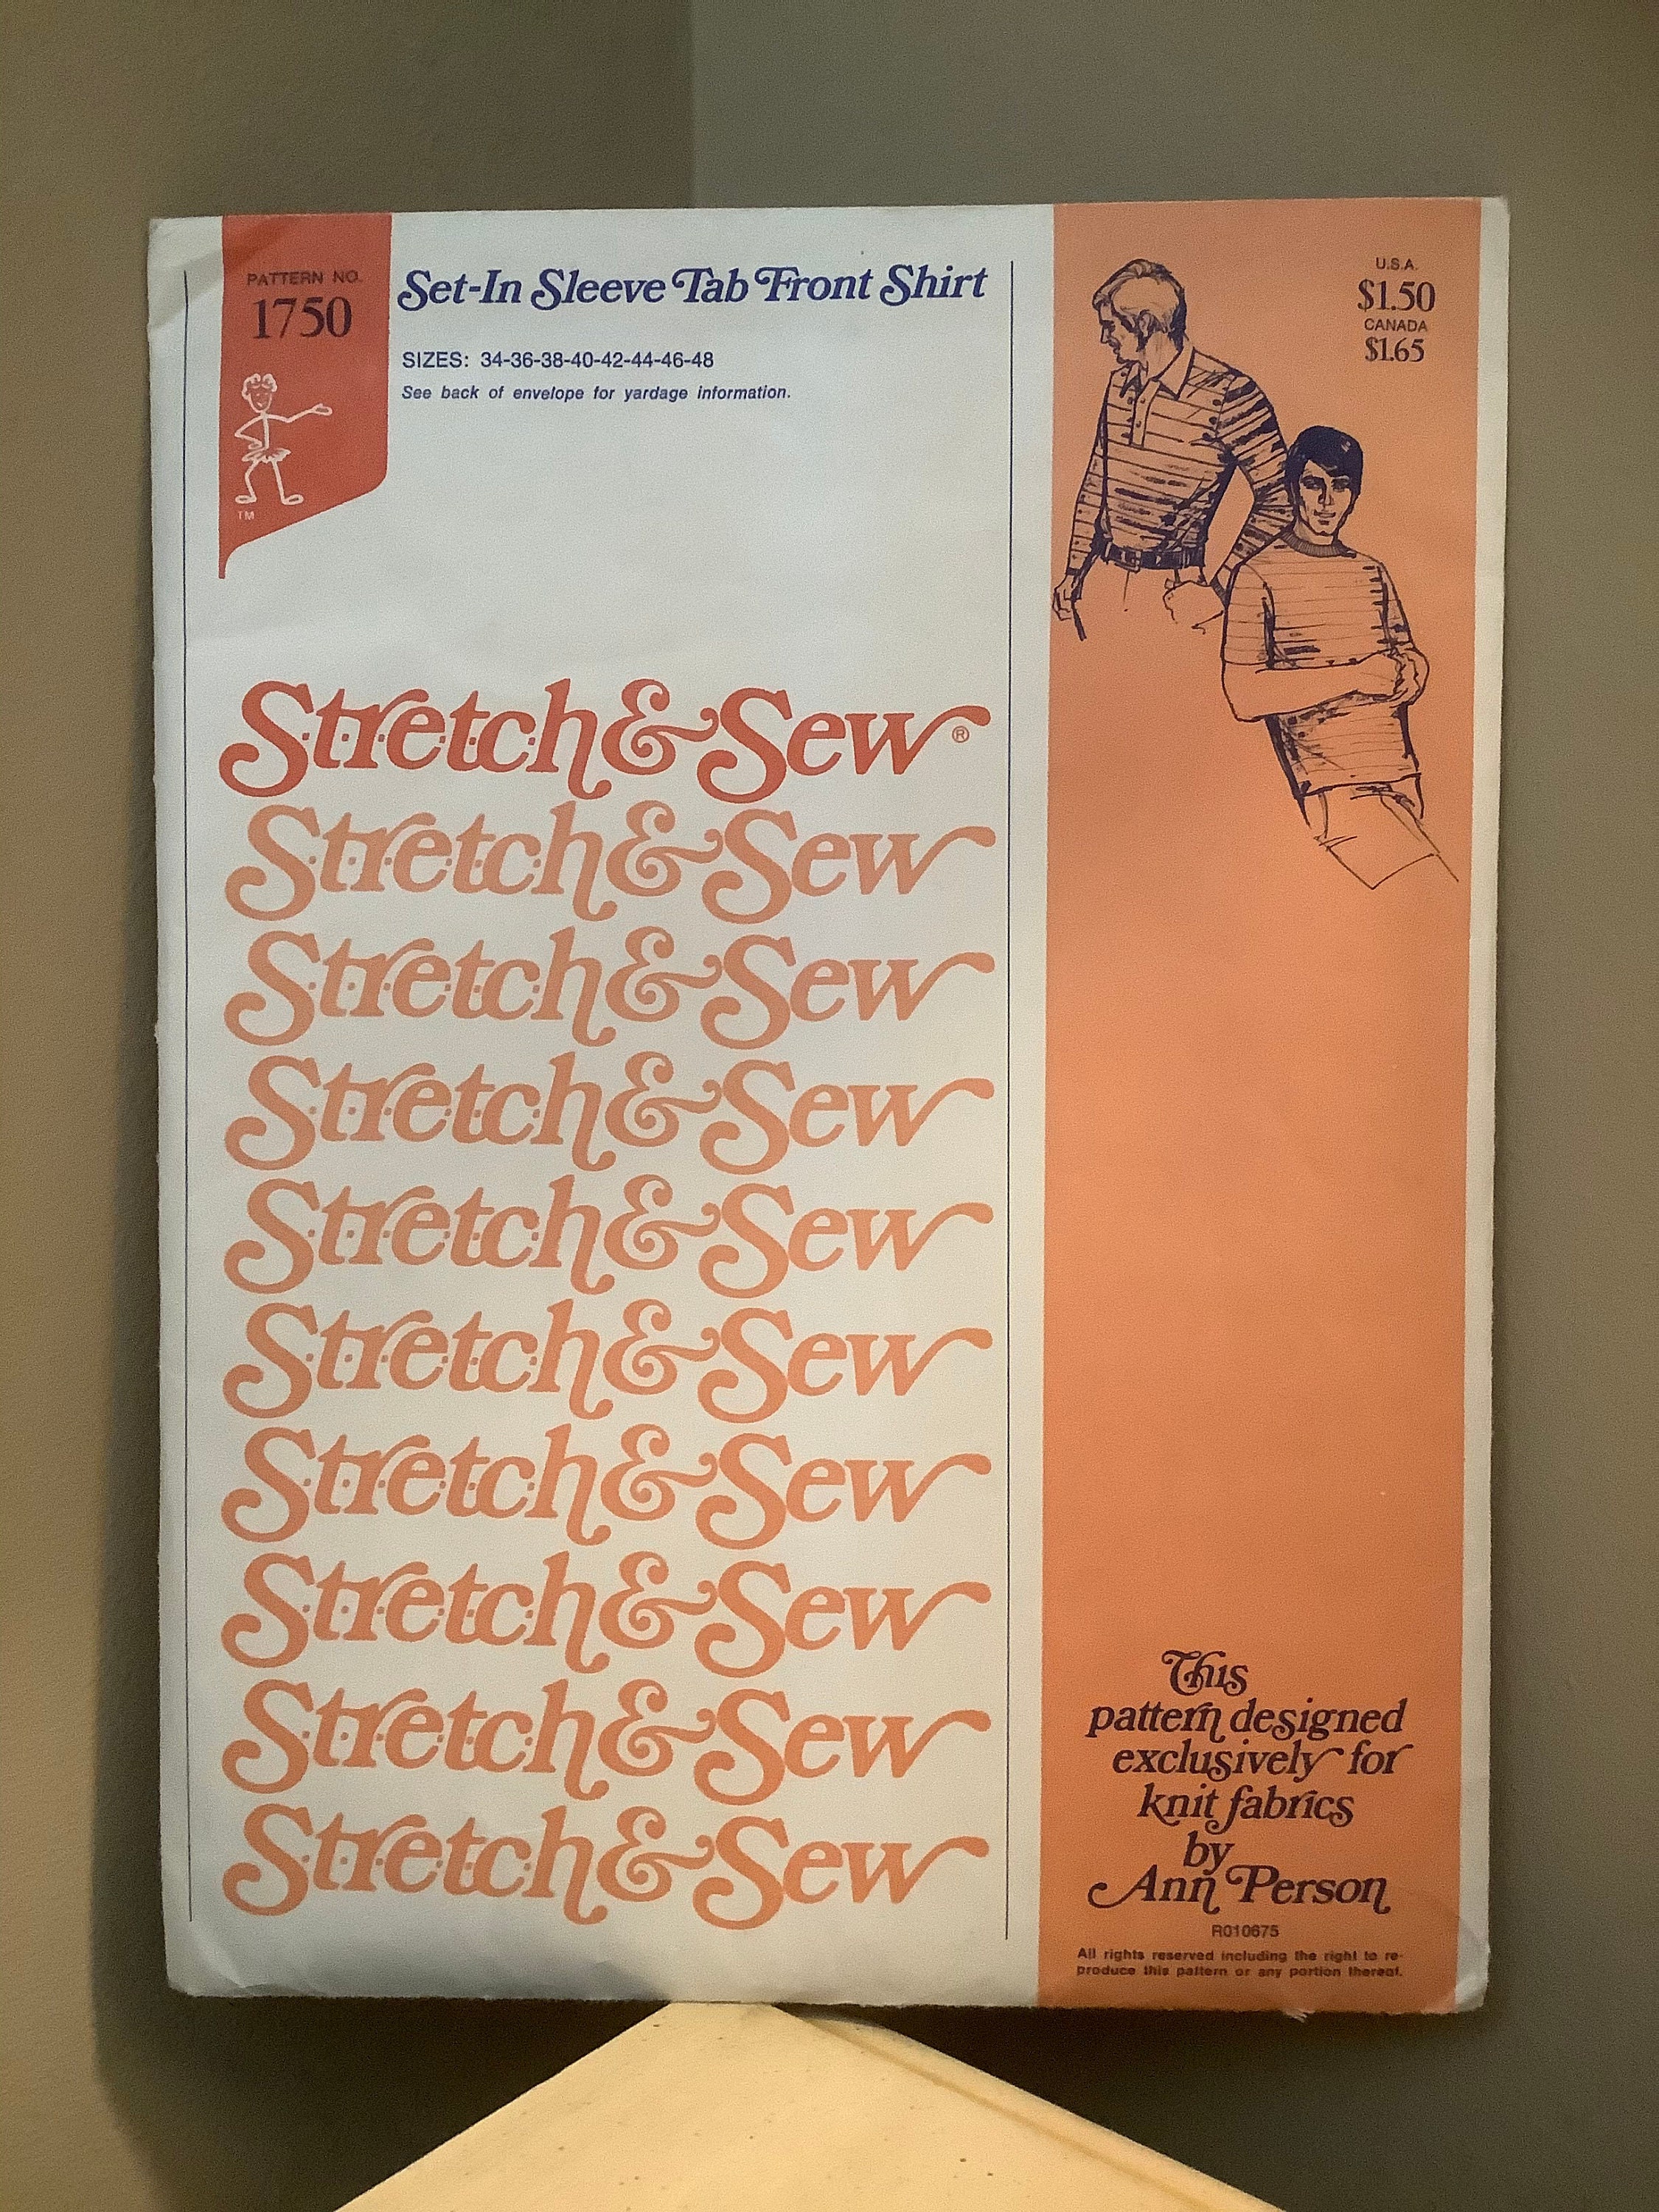 PATTERN NO.
1750
TM
Set-In Sleeve Tab Front Shirt
SIZES: 34-36-38-40-42-44-46-48
See back of envelope for yardage information.
U.S.A.
$1.50
CANADA
$1.65
Stretch & Sew®
Stretch & Sew
Stretch & Sew
Stretch & Sew
Stretch & Sew
Stretch & Sew
Stretch & Sew
Stretch & Sew
Stretch & Sew
Stretch & Sew
This
pattern designed
exclusively for
knit fabrics
by
Ann Person
R010675
All rights reserved including the right to re-
produce this pattern or any portion thereof.